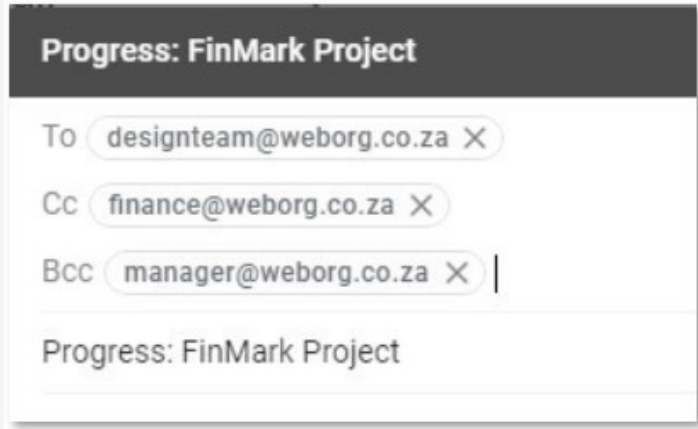 Progress: FinMark Project
To designteam@weborg.co.za ×
Cc finance@weborg.co.za ×
Bcc manager@weborg.co.za ×
Progress: FinMark Project